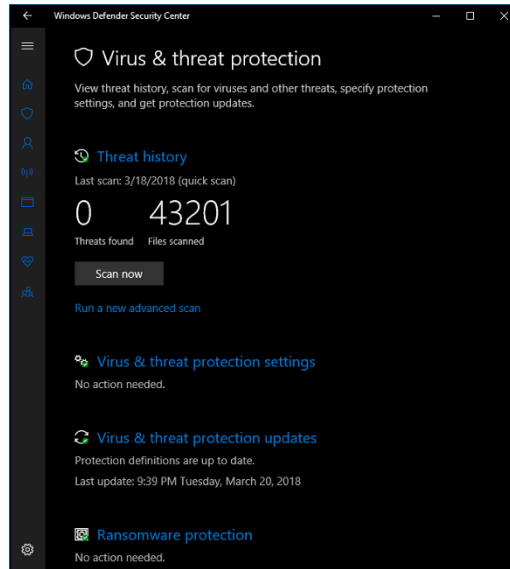 Windows Defender Security Center
Virus & threat protection
View threat history, scan for viruses and other threats, specify protection
settings, and get protection updates.
Threat history
Last scan: 3/18/2018 (quick scan)
0 43201
Threats found Files scanned
Scan now
Run a new advanced scan
Virus & threat protection settings
No action needed.
Virus & threat protection updates
Protection definitions are up to date.
Last update: 9:39 PM Tuesday, March 20, 2018
Ransomware protection
No action needed.